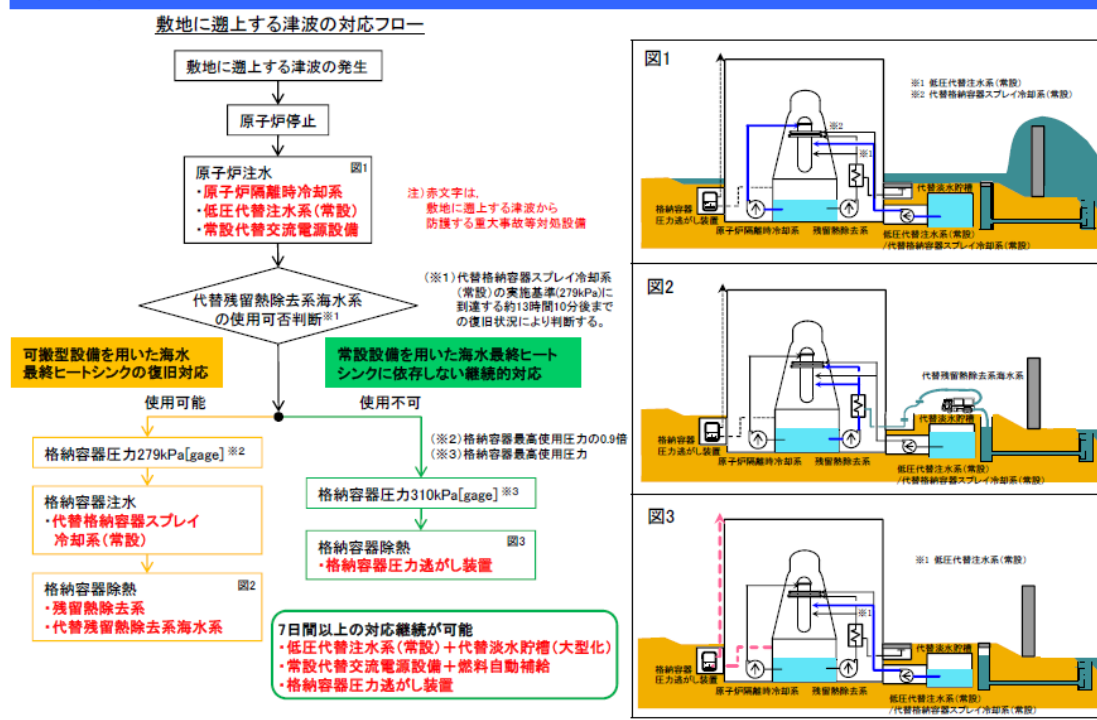 敷地に遡上する津波の対応フロー
敷地に遡上する津波の発生
原子炉停止
原子炉注水
図1
・原子炉隔離時冷却系
・低圧代替注水系(常設)
・常設代替交流電源設備
注)赤文字は,
敷地に遡上する津波から
防護する重大事故等対処設備
代替残留熱除去系海水系
の使用可否判断※1
(※1)代替格納容器スプレイ冷却系
(常設)の実施基準(279kPa)に
到達する約13時間10分後まで
の復旧状況により判断する。
可搬型設備を用いた海水
最終ヒートシンクの復旧対応
常設設備を用いた海水最終ヒート
シンクに依存しない継続的対応
使用可能
使用不可
(※2)格納容器最高使用圧力の0.9倍
(※3)格納容器最高使用圧力
格納容器圧力279kPa[gage]※2
格納容器圧力310kPa[gage]※3
格納容器注水
・代替格納容器スプレイ
冷却系(常設)
格納容器除熱
図3
・格納容器圧力逃がし装置
格納容器除熱
図2
・残留熱除去系
・代替残留熱除去系海水系
7日間以上の対応継続が可能
・低圧代替注水系(常設)+代替淡水貯槽(大型化)
・常設代替交流電源設備+燃料自動補給
・格納容器圧力逃がし装置
図1
※1 低圧代替注水系(常設)
※2 代替格納容器スプレイ冷却系(常設)
※2
※1
代替淡水貯槽
格納容器
圧力逃がし装置
原子炉隔離時冷却系
残留熱除去系
低圧代替注水系(常設)
/代替格納容器スプレイ冷却系(常設)
図2
代替残留熱除去系海水系
代替淡水貯槽
格納容器
圧力逃がし装置
原子炉隔離時冷却系
残留熱除去系
低圧代替注水系(常設)
/代替格納容器スプレイ冷却系(常設)
図3
※1 低圧代替注水系(常設)
※1
代替淡水貯槽
格納容器
圧力逃がし装置
原子炉隔離時冷却系
残留熱除去系
低圧代替注水系(常設)
/代替格納容器スプレイ冷却系(常設)